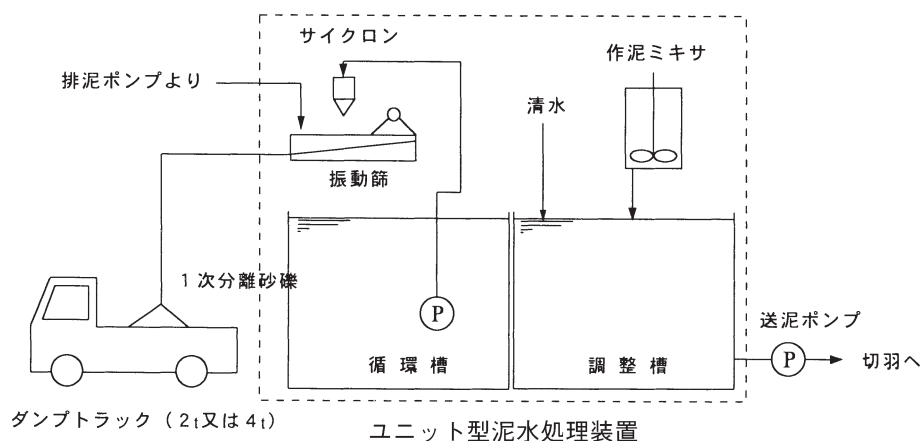 サイクロン
作泥ミキサ
排泥ポンプより
清水
振動篩
1次分離砂礫
P
送泥ポンプ
P
切羽へ
循環槽
調整槽
ダンプトラック（2t又は4t）
ユニット型泥水処理装置